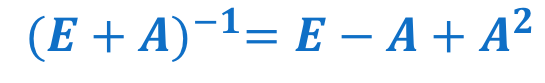 (E + A)⁻¹= E − A + A²